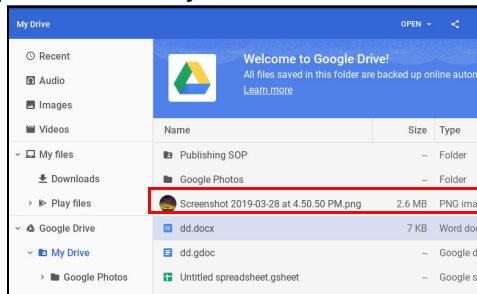 My Drive OPEN
Recent
Audio
Images
Videos
My files
Downloads
Play files
Google Drive
My Drive
Google Photos
Welcome to Google Drive!
All files saved in this folder are backed up online
Learn more
Name Size Type
Publishing SOP – Folder
Google Photos – Folder
Screenshot 2019-03-28 at 4.50.50 PM.png 2.6 MB PNG
dd.docx 7 KB Word
dd.gdoc – Google
Untitled spreadsheet.gsheet – Google